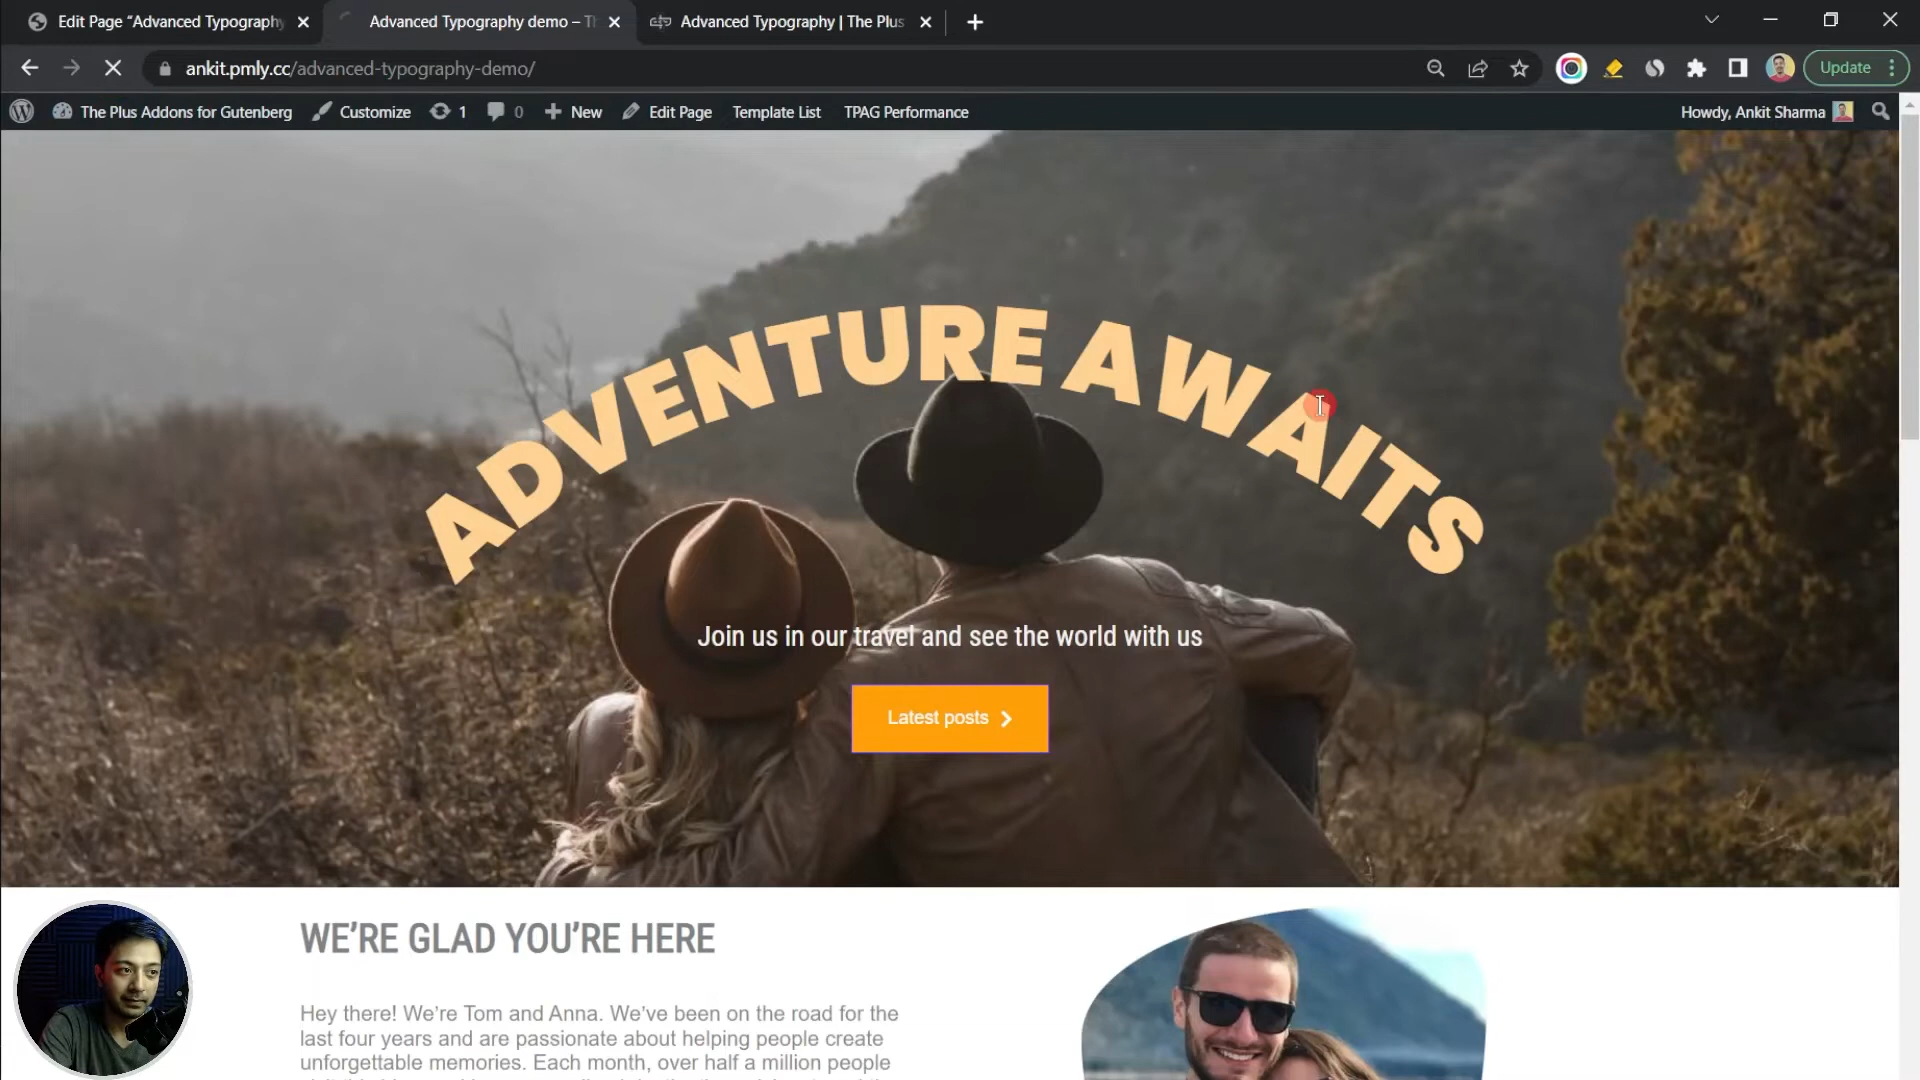 Edit Page “Advanced Typography
Advanced Typography demo – Th
Advanced Typography | The Plus
ankit.pmly.cc/advanced-typography-demo/
Update
The Plus Addons for Gutenberg
Customize
1
0
New
Edit Page
Template List
TPAG Performance
Howdy, Ankit Sharma
ADVENTURE AWAITS
Join us in our travel and see the world with us
Latest posts
WE’RE GLAD YOU’RE HERE
Hey there! We’re Tom and Anna. We’ve been on the road for the
last four years and are passionate about helping people create
unforgettable memories. Each month, over half a million people